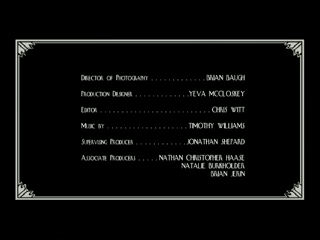 Director of Photography . . . . . . . . . . . . . BRIAN BAUGH
Production Designer . . . . . . . . . . . . . YEVA MCCLOSKEY
Editor . . . . . . . . . . . . . . . . . . . . . . . . . . CHRIS WITT
Music by . . . . . . . . . . . . . . . . . . . TIMOTHY WILLIAMS
Supervising Producer . . . . . . . . . . . . JONATHAN SHEPARD
Associate Producers . . . . . NATHAN CHRISTOPHER HAASE
NATALIE BURKHOLDER
BRIAN JERIN